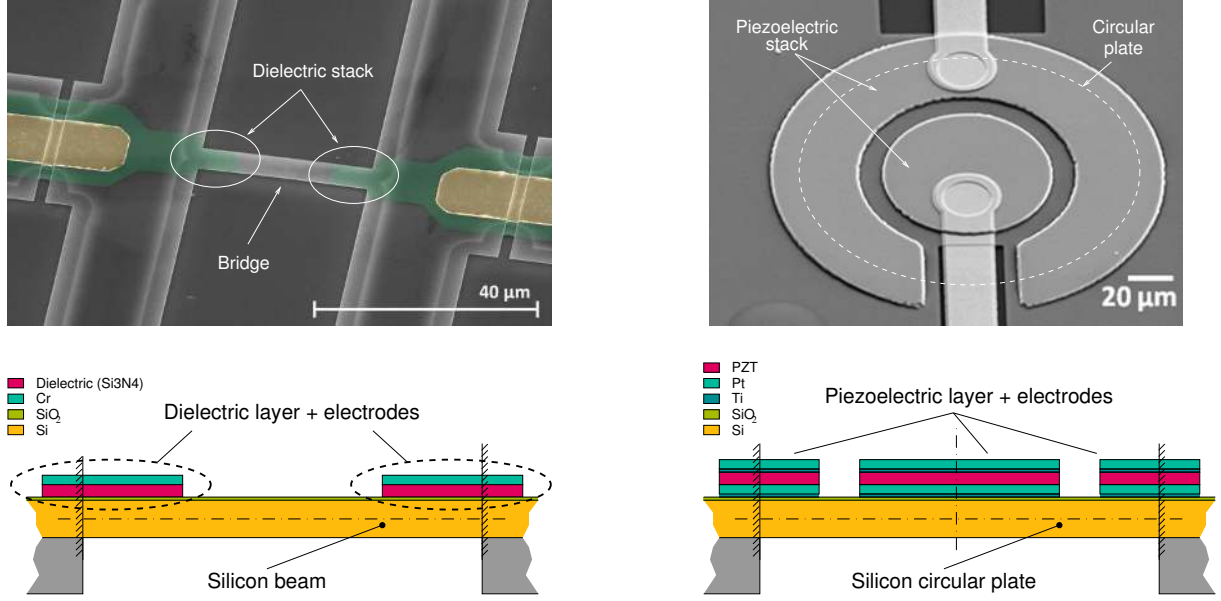 Dielectric stack
Bridge
40 µm
Piezoelectric
stack
Circular
plate
20 µm
Dielectric (Si3N4)
Cr
SiO2
Si
Dielectric layer + electrodes
Silicon beam
PZT
Pt
Ti
SiO2
Si
Piezoelectric layer + electrodes
Silicon circular plate